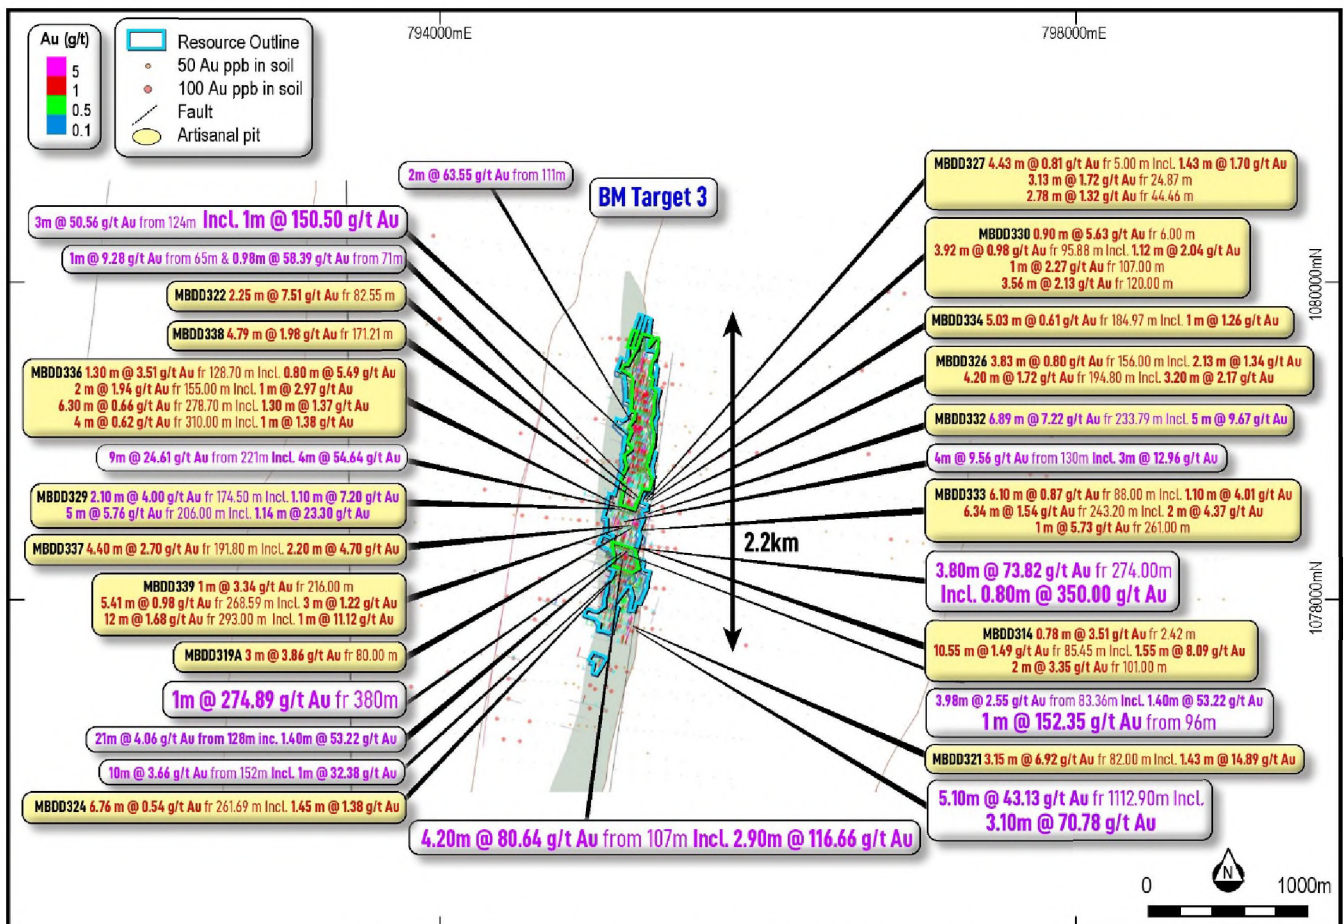 794000mE
798000mE
Au (g/t)
5
1
0.5
0.1
Resource Outline
50 Au ppb in soil
100 Au ppb in soil
Fault
Artisanal pit
2m @ 63.55 g/t Au from 111m
BM Target 3
3m @ 50.56 g/t Au from 124m Incl. 1m @ 150.50 g/t Au
1m @ 9.28 g/t Au from 65m & 0.98m @ 58.39 g/t Au from 71m
MBDD322 2.25 m @ 7.51 g/t Au fr 82.55 m
MBDD338 4.79 m @ 1.98 g/t Au fr 171.21 m
MBDD336 1.30 m @ 3.51 g/t Au fr 128.70 m Incl. 0.80 m @ 5.49 g/t Au
2 m @ 1.94 g/t Au fr 155.00 m Incl. 1 m @ 2.97 g/t Au
6.30 m @ 0.66 g/t Au fr 278.70 m Incl. 1.30 m @ 1.37 g/t Au
4 m @ 0.62 g/t Au fr 310.00 m Incl. 1 m @ 1.38 g/t Au
9m @ 24.61 g/t Au from 221m Incl 4m @ 54.64 g/t Au
MBDD329 2.10 m @ 4.00 g/t Au fr 174.50 m Incl. 1.10 m @ 7.20 g/t Au
5 m @ 5.76 g/t Au fr 206.00 m Incl. 1.14 m @ 23.30 g/t Au
MBDD337 4.40 m @ 2.70 g/t Au fr 191.80 m Incl. 2.20 m @ 4.70 g/t Au
MBDD339 1 m @ 3.34 g/t Au fr 216.00 m
5.41 m @ 0.98 g/t Au fr 268.59 m Incl. 3 m @ 1.22 g/t Au
12 m @ 1.68 g/t Au fr 293.00 m Incl. 1 m @ 11.12 g/t Au
MBDD319A 3 m @ 3.86 g/t Au fr 80.00 m
1m @ 274.89 g/t Au fr 380m
21m @ 4.06 g/t Au from 128m inc. 1.40m @ 53.22 g/t Au
10m @ 3.66 g/t Au from 152m Incl. 1m @ 32.38 g/t Au
MBDD324 6.76 m @ 0.54 g/t Au fr 261.69 m Incl. 1.45 m @ 1.38 g/t Au
4.20m @ 80.64 g/t Au from 107m Incl. 2.90m @ 116.66 g/t Au
2.2km
MBDD327 4.43 m @ 0.81 g/t Au fr 5.00 m Incl. 1.43 m @ 1.70 g/t Au
3.13 m @ 1.72 g/t Au fr 24.87 m
2.78 m @ 1.32 g/t Au fr 44.46 m
MBDD330 0.90 m @ 5.63 g/t Au fr 6.00 m
3.92 m @ 0.98 g/t Au fr 95.88 m Incl. 1.12 m @ 2.04 g/t Au
1 m @ 2.27 g/t Au fr 107.00 m
3.56 m @ 2.13 g/t Au fr 120.00 m
MBDD334 5.03 m @ 0.61 g/t Au fr 184.97 m Incl. 1 m @ 1.26 g/t Au
MBDD326 3.83 m @ 0.80 g/t Au fr 156.00 m Incl. 2.13 m @ 1.34 g/t Au
4.20 m @ 1.72 g/t Au fr 194.80 m Incl. 3.20 m @ 2.17 g/t Au
MBDD332 6.89 m @ 7.22 g/t Au fr 233.79 m Incl. 5 m @ 9.67 g/t Au
4m @ 9.56 g/t Au from 130m Incl. 3m @ 12.96 g/t Au
MBDD333 6.10 m @ 0.87 g/t Au fr 88.00 m Incl. 1.10 m @ 4.01 g/t Au
6.34 m @ 1.54 g/t Au fr 243.20 m Incl. 2 m @ 4.37 g/t Au
1 m @ 5.73 g/t Au fr 261.00 m
3.80m @ 73.82 g/t Au fr 274.00m
Incl. 0.80m @ 350.00 g/t Au
MBDD314 0.78 m @ 3.51 g/t Au fr 2.42 m
10.55 m @ 1.49 g/t Au fr 85.45 m Incl. 1.55 m @ 8.09 g/t Au
2 m @ 3.35 g/t Au fr 101.00 m
3.98m @ 2.55 g/t Au from 83.36m Incl. 1.40m @ 53.22 g/t Au
1 m @ 152.35 g/t Au from 96m
MBDD321 3.15 m @ 6.92 g/t Au fr 82.00 m Incl. 1.43 m @ 14.89 g/t Au
5.10m @ 43.13 g/t Au fr 1112.90m Incl.
3.10m @ 70.78 g/t Au
1080000mN
1078000mN
N
0
1000m